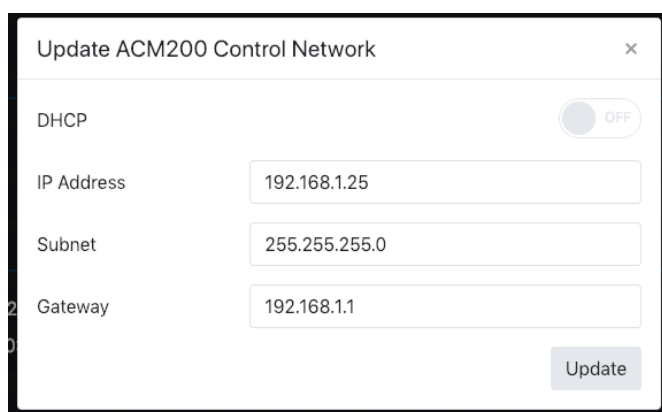 Update ACM200 Control Network ×
DHCP OFF
IP Address 192.168.1.25
Subnet 255.255.255.0
Gateway 192.168.1.1
Update